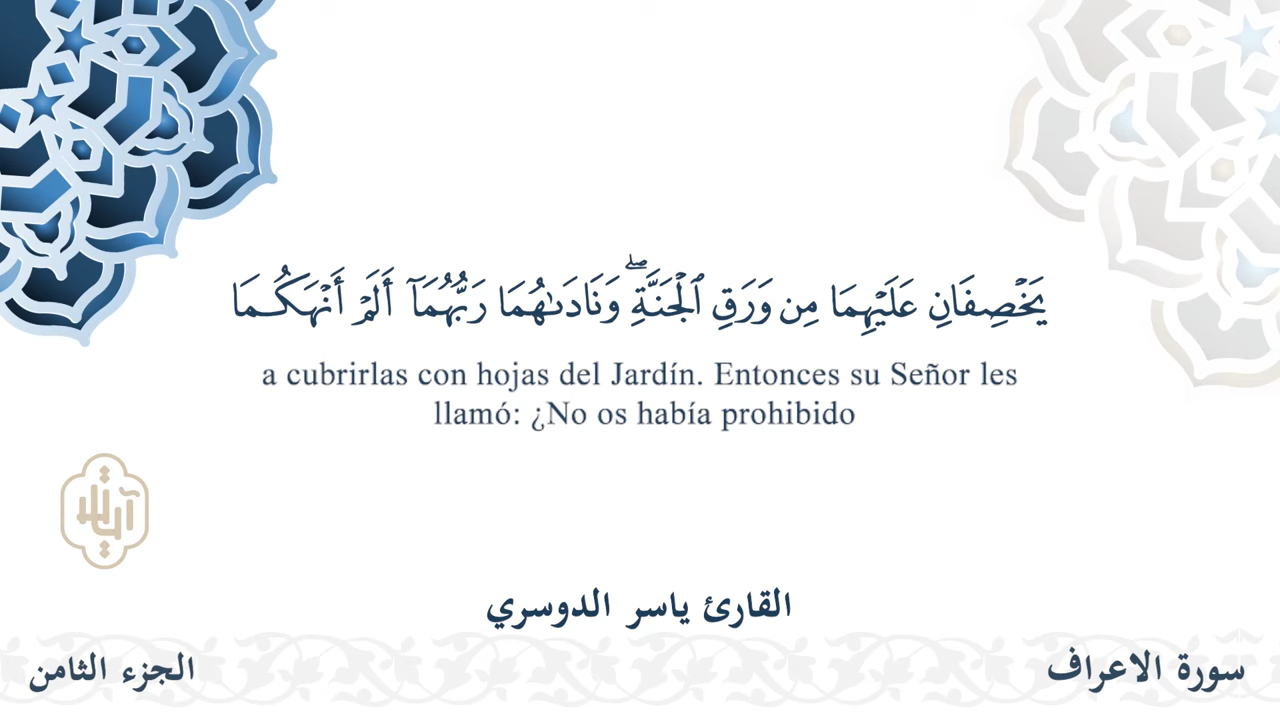 يَخْصِفَانِ عَلَيْهِمَا مِن وَرَقِ ٱلْجَنَّةِ ۖ وَنَادَىٰهُمَا رَبُّهُمَآ أَلَمْ أَنْهَكُمَا
a cubrirlas con hojas del Jardín. Entonces su Señor les
llamó: ¿No os había prohibido
القارئ ياسر الدوسري
سورة الاعراف
الجزء الثامن